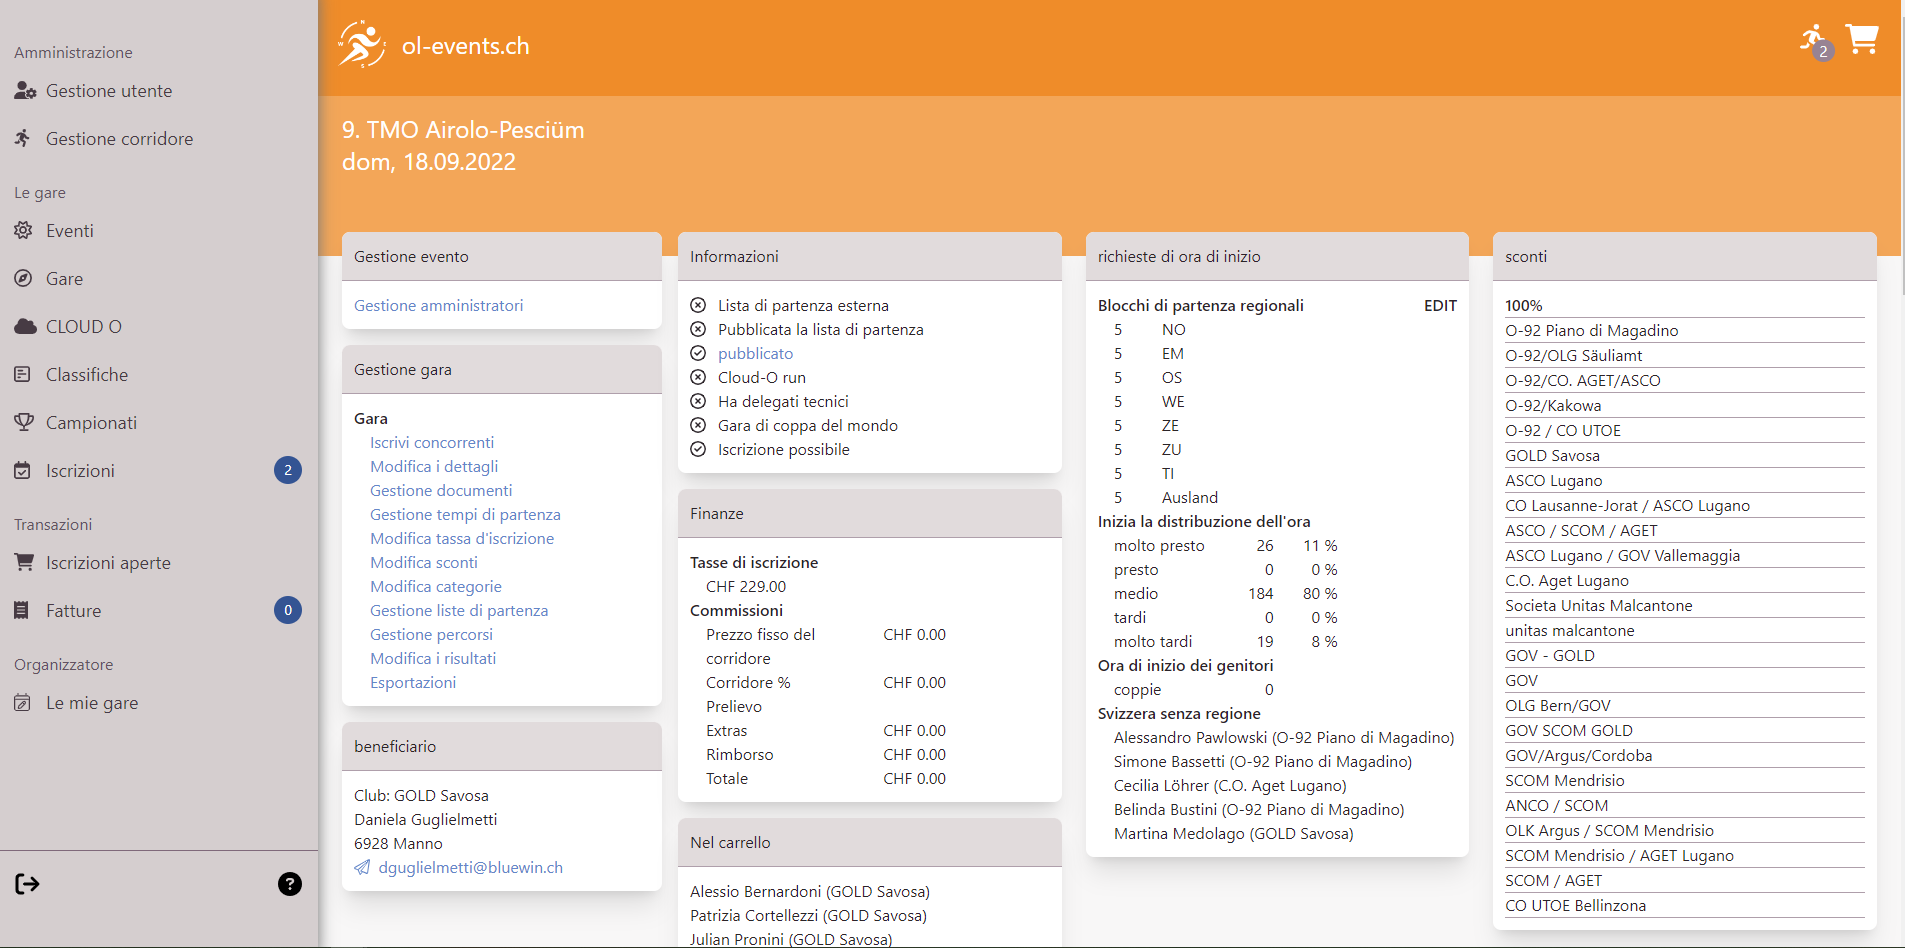 Amministrazione
Gestione utente
Gestione corridore
Le gare
Eventi
Gare
CLOUD O
Classifiche
Campionati
Iscrizioni 2
Transazioni
Iscrizioni aperte
Fatture 0
Organizzatore
Le mie gare
?
N
W E
S
ol-events.ch
2
9. TMO Airolo-Pesciüm
dom, 18.09.2022
Gestione evento
Gestione amministratori
Gestione gara
Gara
Iscrivi concorrenti
Modifica i dettagli
Gestione documenti
Gestione tempi di partenza
Modifica tassa d'iscrizione
Modifica sconti
Modifica categorie
Gestione liste di partenza
Gestione percorsi
Modifica i risultati
Esportazioni
beneficiario
Club: GOLD Savosa
Daniela Guglielmetti
6928 Manno
dguglielmetti@bluewin.ch
Informazioni
Lista di partenza esterna
Pubblicata la lista di partenza
pubblicato
Cloud-O run
Ha delegati tecnici
Gara di coppa del mondo
Iscrizione possibile
Finanze
Tasse di iscrizione
CHF 229.00
Commissioni
Prezzo fisso del CHF 0.00
corridore
Corridore % CHF 0.00
Prelievo
Extras CHF 0.00
Rimborso CHF 0.00
Totale CHF 0.00
Nel carrello
Alessio Bernardoni (GOLD Savosa)
Patrizia Cortellezzi (GOLD Savosa)
Julian Pronini (GOLD Savosa)
richieste di ora di inizio
Blocchi di partenza regionali EDIT
5 NO
5 EM
5 OS
5 WE
5 ZE
5 ZU
5 TI
5 Ausland
Inizia la distribuzione dell'ora
molto presto 26 11 %
presto 0 0 %
medio 184 80 %
tardi 0 0 %
molto tardi 19 8 %
Ora di inizio dei genitori
coppie 0
Svizzera senza regione
Alessandro Pawlowski (O-92 Piano di Magadino)
Simone Bassetti (O-92 Piano di Magadino)
Cecilia Löhrer (C.O. Aget Lugano)
Belinda Bustini (O-92 Piano di Magadino)
Martina Medolago (GOLD Savosa)
sconti
100%
O-92 Piano di Magadino
O-92/OLG Säuliamt
O-92/CO. AGET/ASCO
O-92/Kakowa
O-92 / CO UTOE
GOLD Savosa
ASCO Lugano
CO Lausanne-Jorat / ASCO Lugano
ASCO / SCOM / AGET
ASCO Lugano / GOV Vallemaggia
C.O. Aget Lugano
Societa Unitas Malcantone
unitas malcantone
GOV - GOLD
GOV
OLG Bern/GOV
GOV SCOM GOLD
GOV/Argus/Cordoba
SCOM Mendrisio
ANCO / SCOM
OLK Argus / SCOM Mendrisio
SCOM Mendrisio / AGET Lugano
SCOM / AGET
CO UTOE Bellinzona